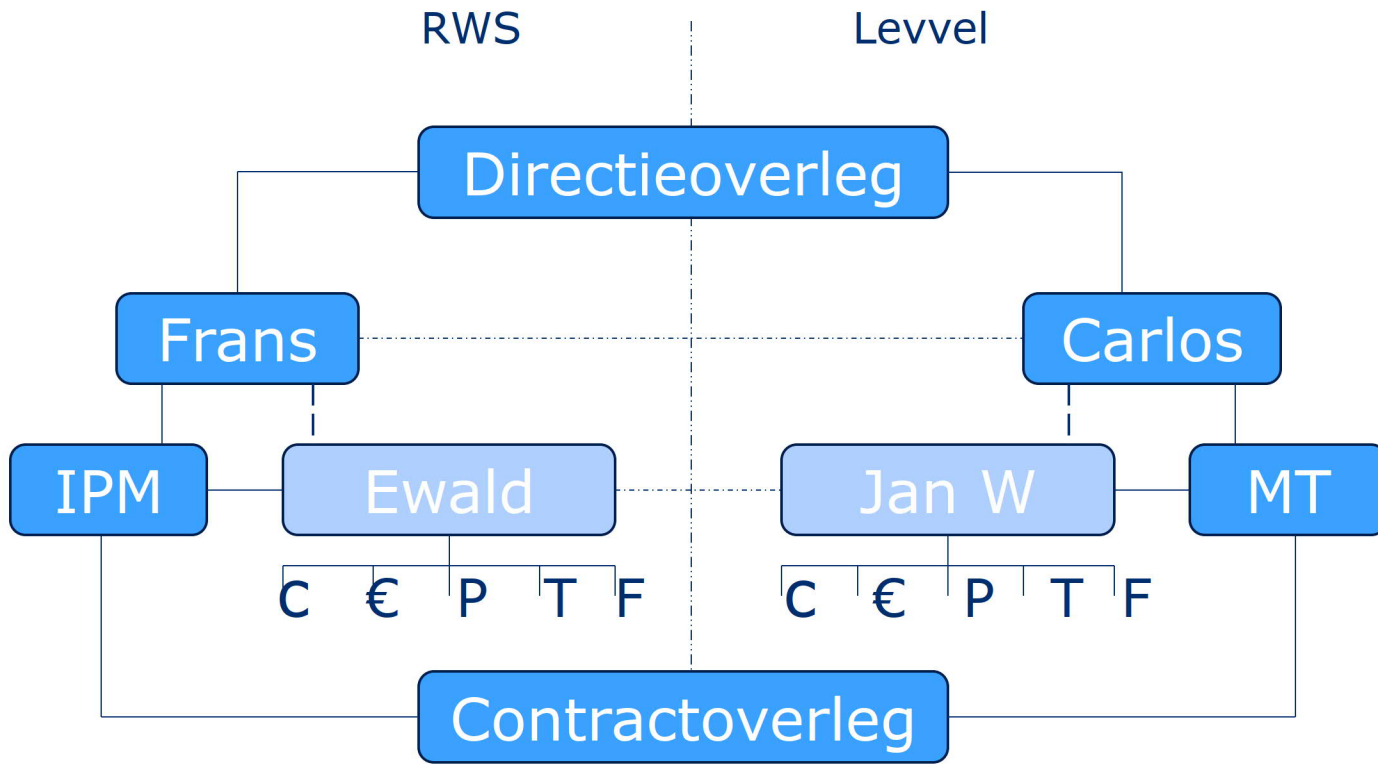 RWS Levvel
Directieoverleg
Frans Carlos
IPM Ewald Jan W MT
C € P T F C € P T F
Contractoverleg